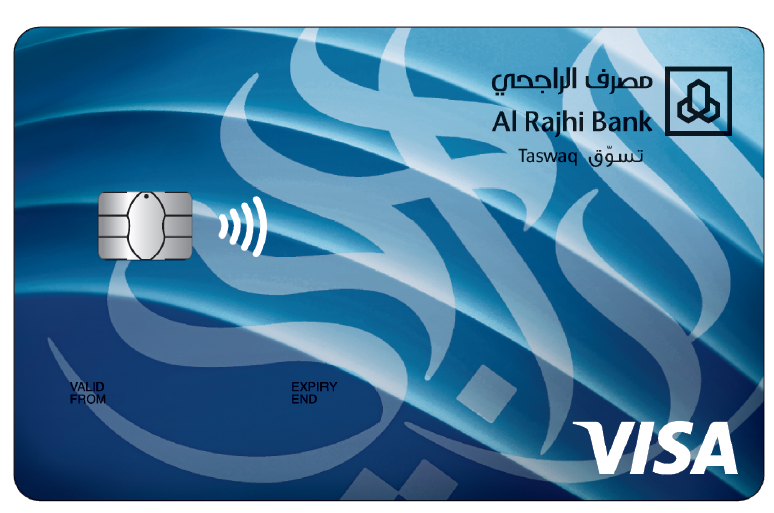 مصرف الراجحي
Al Rajhi Bank
Taswaq تسوّق
VALID
FROM
EXPIRY
END
VISA